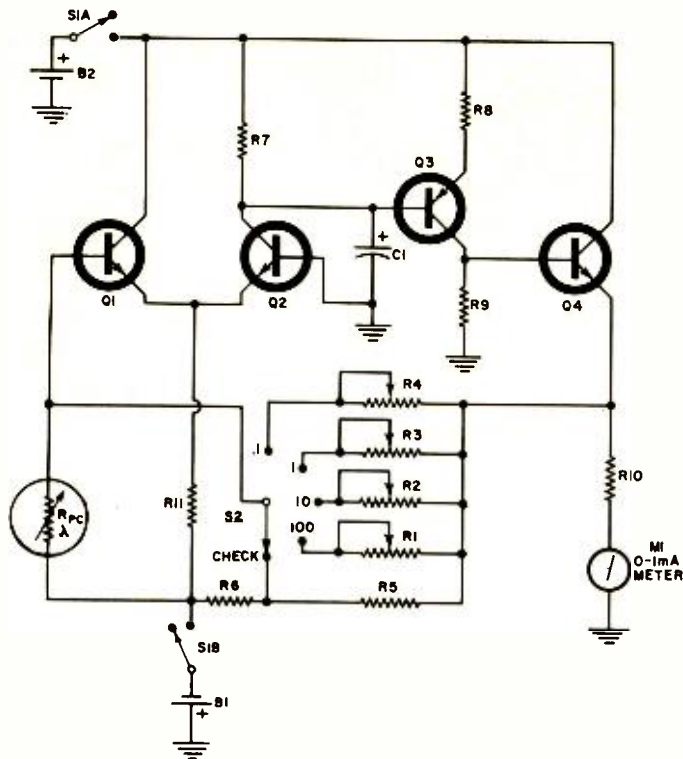 S1A
+
B2
R7
R8
Q3
+
C1
Q1
Q2
Q4
R9
R4
.1
R3
1
R2
10
R11
S2
R10
100
R1
RPC
λ
CHECK
M1
0-1mA
METER
R6
R5
S1B
B1
+